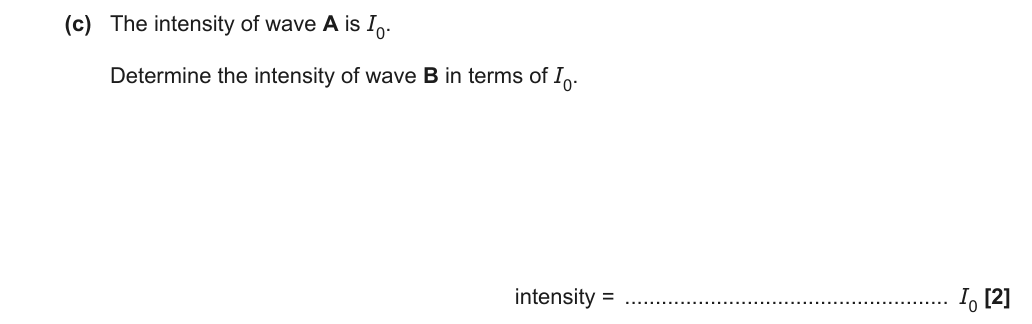 (c) The intensity of wave A is I₀.
Determine the intensity of wave B in terms of I₀.
intensity = ...................................................... I₀ [2]